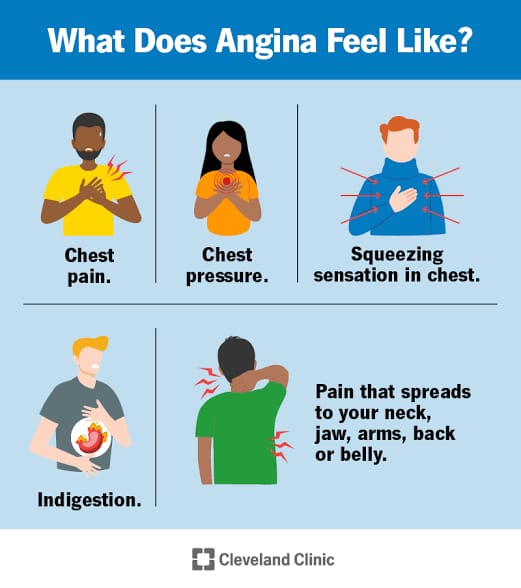 What Does Angina Feel Like?
Chest
pain.
Chest
pressure.
Squeezing
sensation in chest.
Indigestion.
Pain that spreads
to your neck,
jaw, arms, back
or belly.
Cleveland Clinic